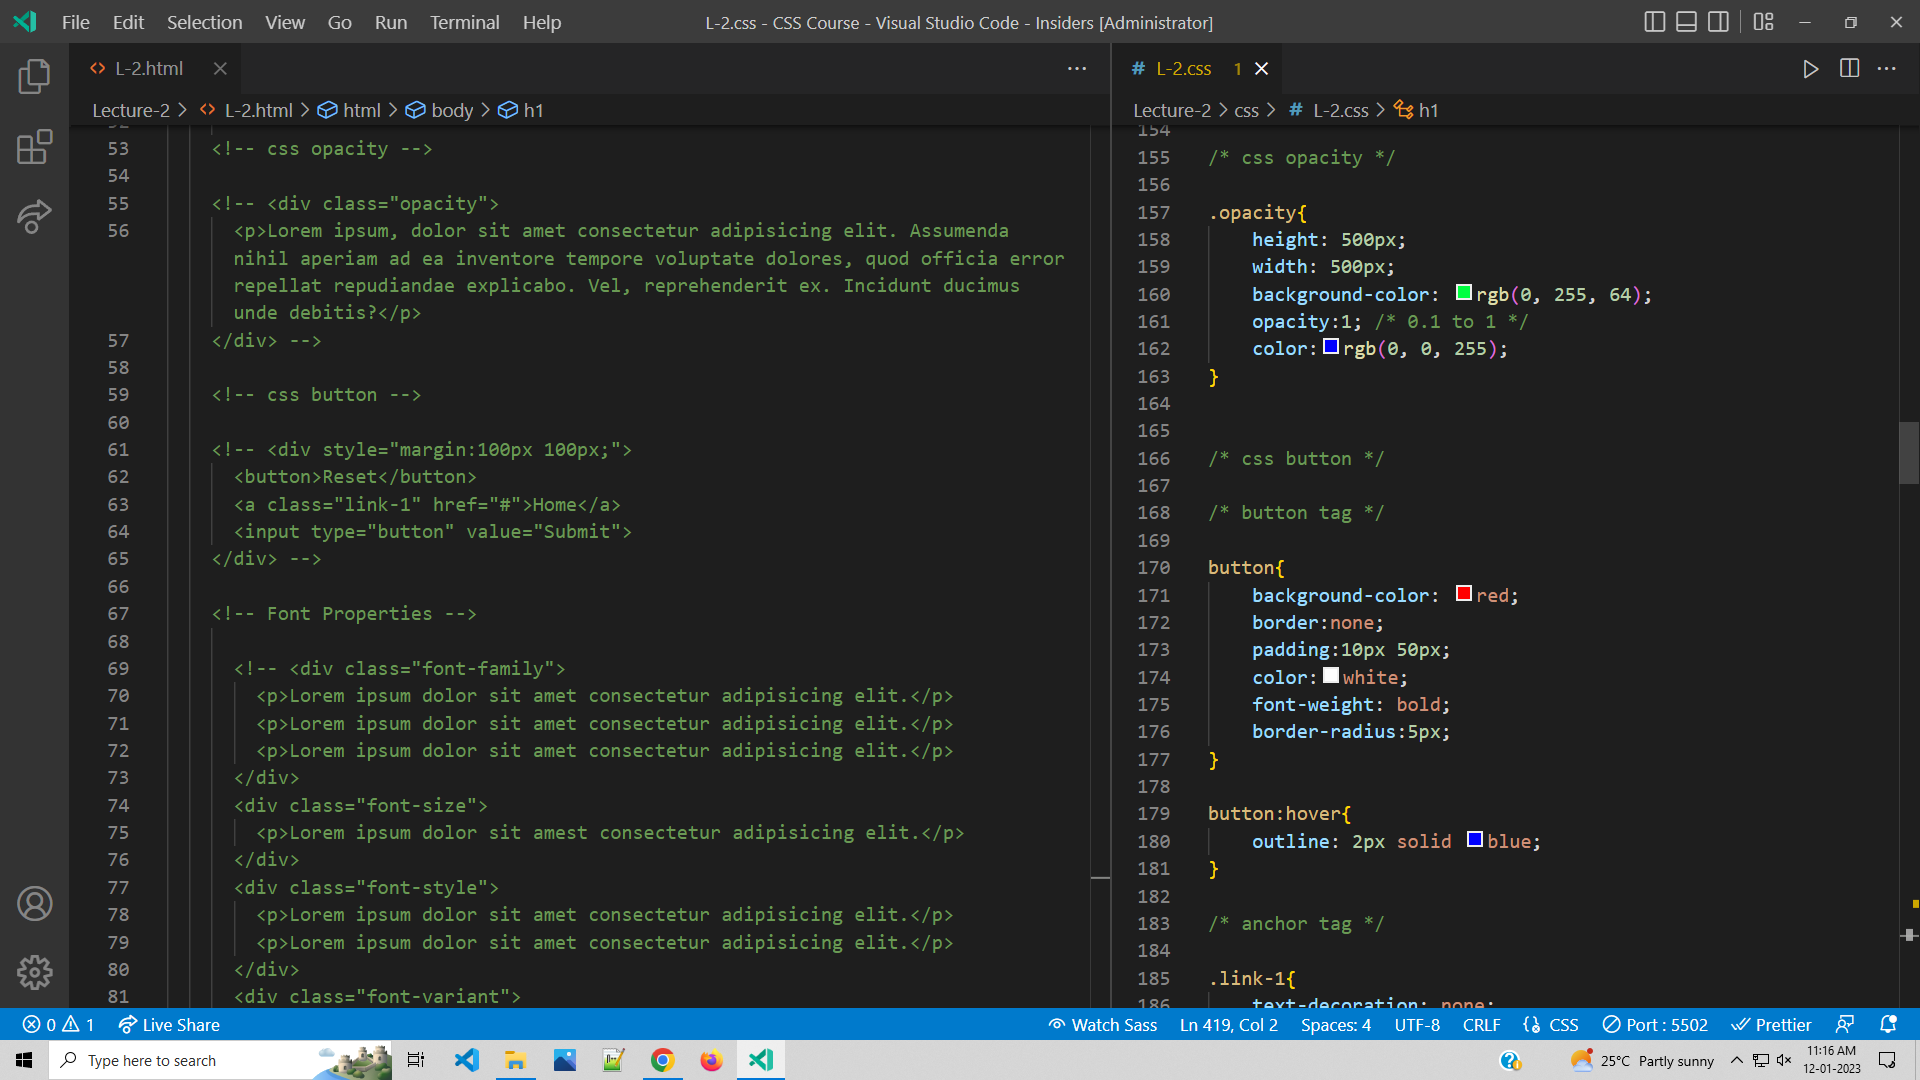 File Edit Selection View Go Run Terminal Help
L-2.css - CSS Course - Visual Studio Code - Insiders [Administrator]
L-2.html
Lecture-2 > L-2.html > html > body > h1
53 <!-- css opacity -->
54
55 <!-- <div class="opacity">
56 <p>Lorem ipsum, dolor sit amet consectetur adipisicing elit. Assumenda
nihil aperiam ad ea inventore tempore voluptate dolores, quod officia error
repellat repudiandae explicabo. Vel, reprehenderit ex. Incidunt ducimus
unde debitis?</p>
57 </div> -->
58
59 <!-- css button -->
60
61 <!-- <div style="margin:100px 100px;">
62 <button>Reset</button>
63 <a class="link-1" href="#">Home</a>
64 <input type="button" value="Submit">
65 </div> -->
66
67 <!-- Font Properties -->
68
69 <!-- <div class="font-family">
70 <p>Lorem ipsum dolor sit amet consectetur adipisicing elit.</p>
71 <p>Lorem ipsum dolor sit amet consectetur adipisicing elit.</p>
72 <p>Lorem ipsum dolor sit amet consectetur adipisicing elit.</p>
73 </div>
74 <div class="font-size">
75 <p>Lorem ipsum dolor sit amest consectetur adipisicing elit.</p>
76 </div>
77 <div class="font-style">
78 <p>Lorem ipsum dolor sit amet consectetur adipisicing elit.</p>
79 <p>Lorem ipsum dolor sit amet consectetur adipisicing elit.</p>
80 </div>
81 <div class="font-variant">
# L-2.css 1
Lecture-2 > css > # L-2.css > h1
154
155 /* css opacity */
156
157 .opacity{
158 height: 500px;
159 width: 500px;
160 background-color: rgb(0, 255, 64);
161 opacity:1; /* 0.1 to 1 */
162 color: rgb(0, 0, 255);
163 }
164
165
166 /* css button */
167
168 /* button tag */
169
170 button{
171 background-color: red;
172 border:none;
173 padding:10px 50px;
174 color: white;
175 font-weight: bold;
176 border-radius:5px;
177 }
178
179 button:hover{
180 outline: 2px solid blue;
181 }
182
183 /* anchor tag */
184
185 .link-1{
186 text-decoration: none;
0 1 Live Share
Watch Sass Ln 419, Col 2 Spaces: 4 UTF-8 CRLF {} CSS Port : 5502 Prettier
Type here to search
25°C Partly sunny
11:16 AM
12-01-2023